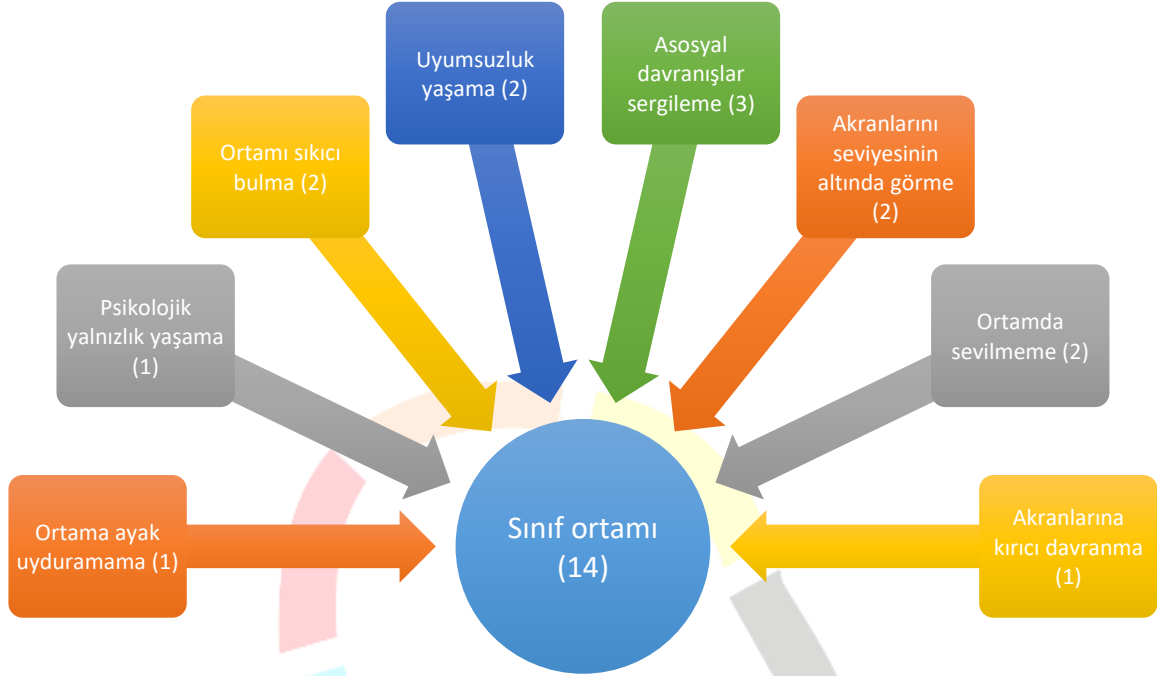 Uyumsuzluk
yaşama (2)
Asosyal
davranışlar
sergileme (3)
Ortamı sıkıcı
bulma (2)
Akranlarını
seviyesinin
altında görme
(2)
Psikolojik
yalnızlık yaşama
(1)
Ortamda
sevilmeme (2)
Ortama ayak
uyduramama (1)
Sınıf ortamı
(14)
Akranlarına
kırıcı davranma
(1)